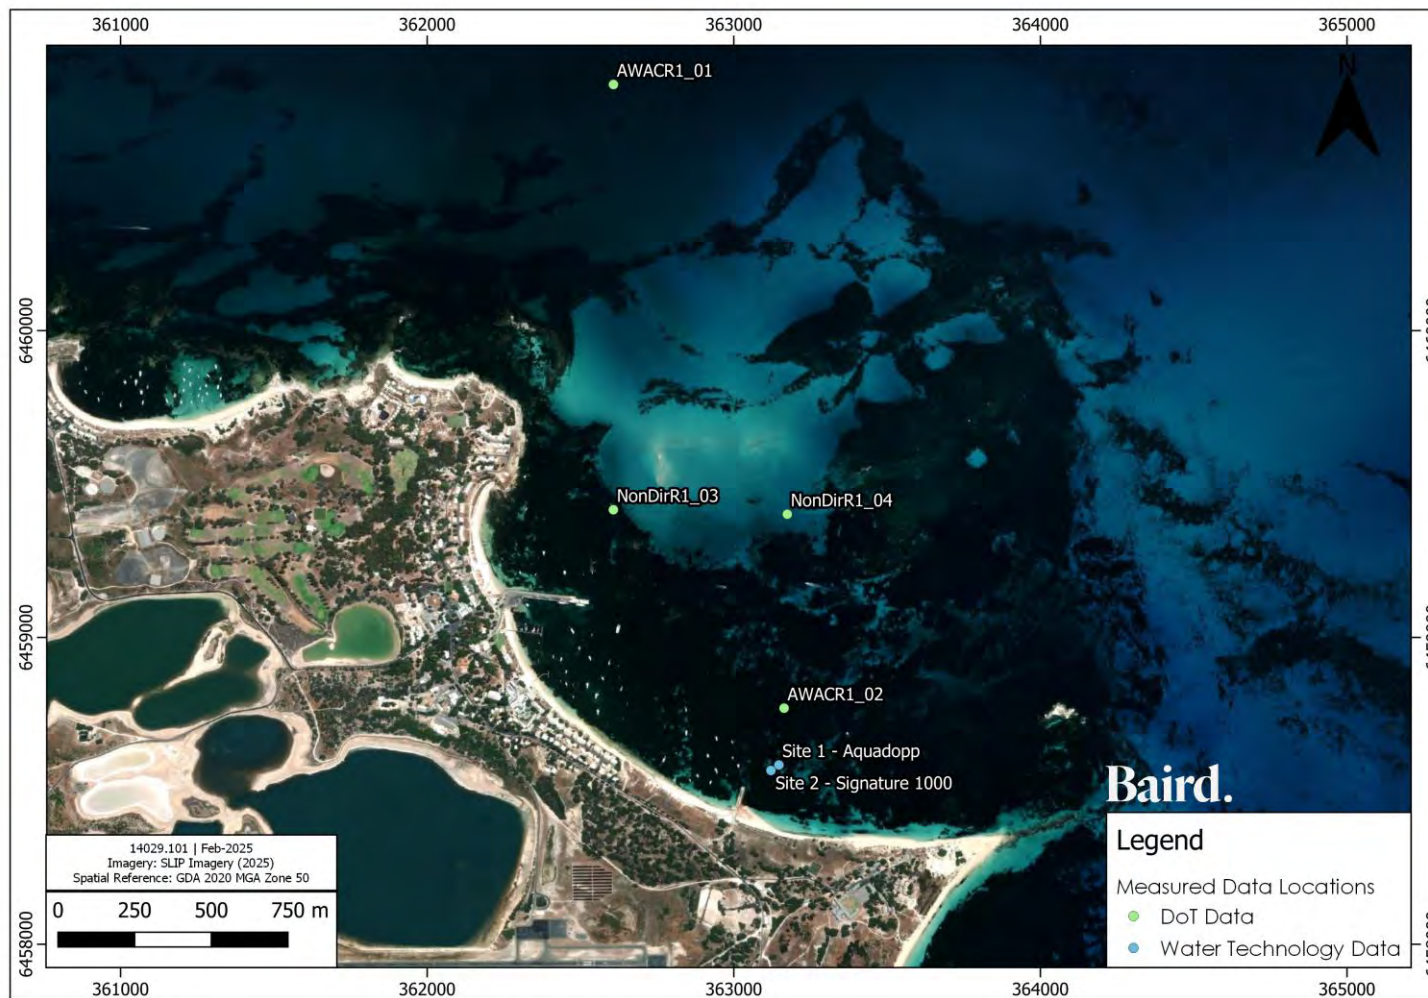 361000 362000 363000 364000 365000
N
AWACR1_01
6460000
NonDirR1_03
NonDirR1_04
6459000
AWACR1_02
Site 1 - Aquadopp
Site 2 - Signature 1000
Baird.
Legend
Measured Data Locations
DoT Data
Water Technology Data
14029.101 | Feb-2025
Imagery: SLIP Imagery (2025)
Spatial Reference: GDA 2020 MGA Zone 50
0 250 500 750 m
6458000
361000 362000 363000 364000 365000